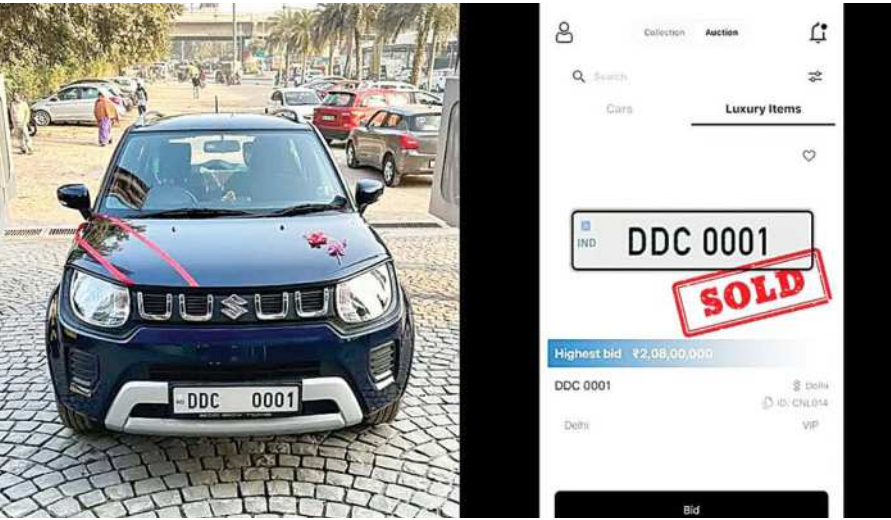 DDC 0001
Collection Auction
Search
Cars Luxury Items
IND DDC 0001
SOLD
Highest bid ₹2,08,00,000
DDC 0001 Delhi
ID: CNL014
Delhi VIP
Bid